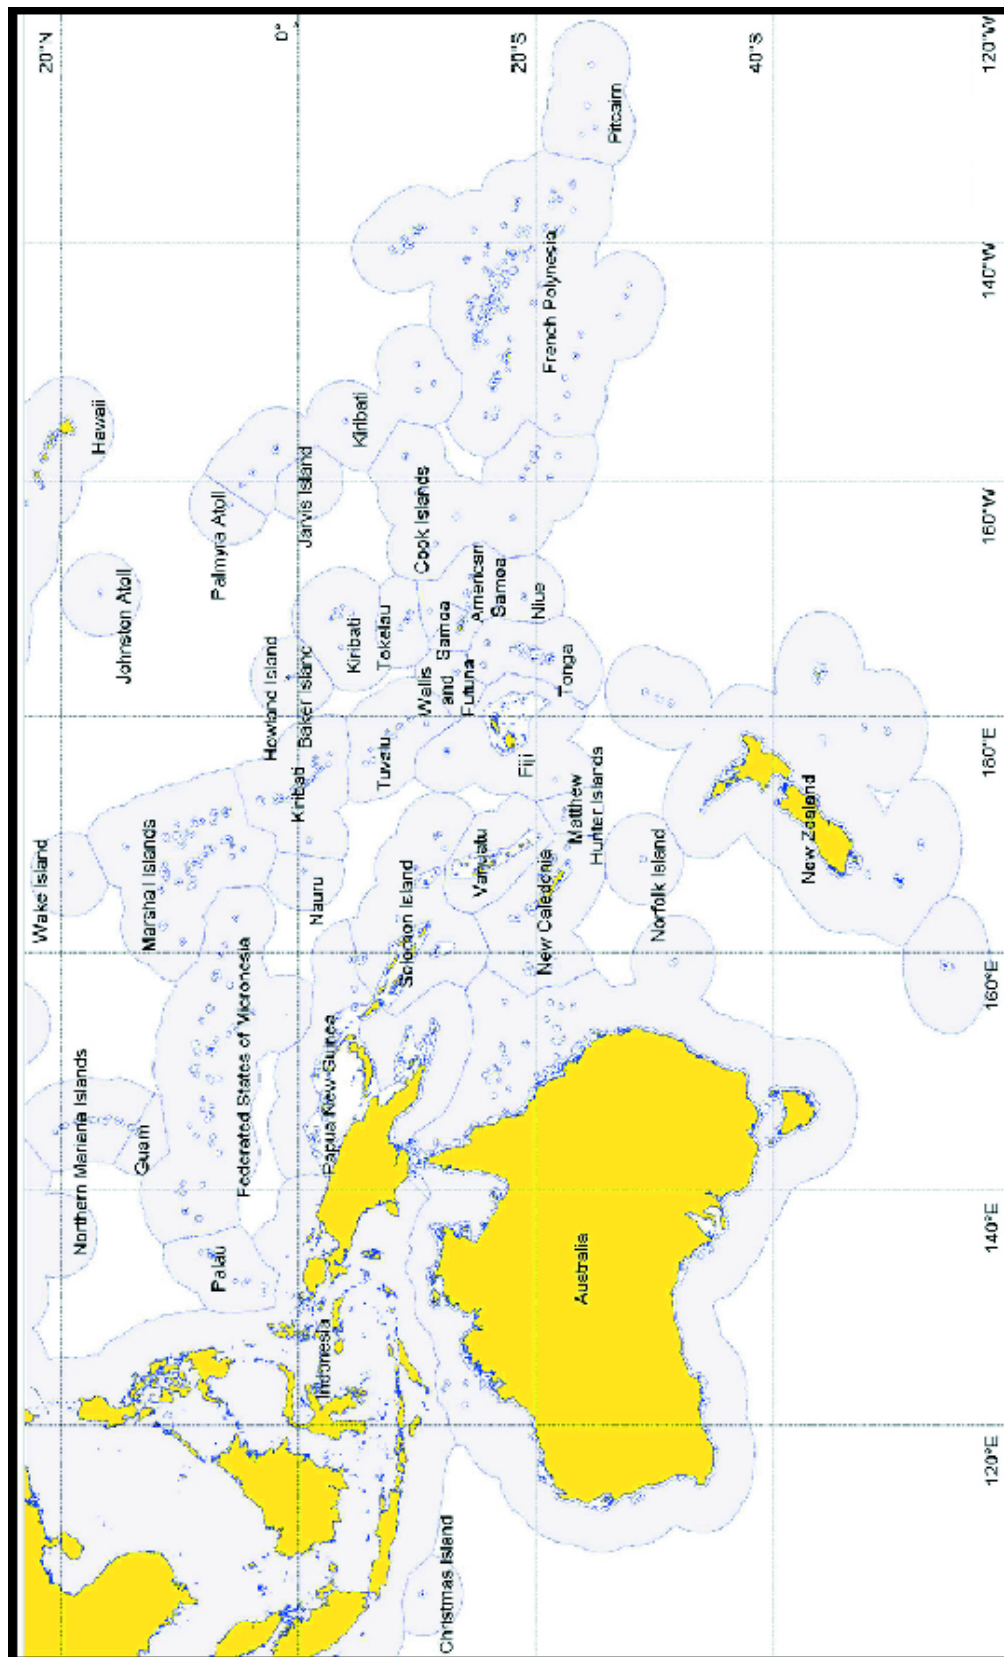 Wake Island
20°N
Northern Mariana Islands
Hawaii
Johnston Atoll
Guam
Marshal Islands
Palau
Palmyria Atoll
Federated States of Micronesia
Howland Island
0°
Kiribati
Baker Island
Jarvis Island
Nauru
Indonesia
Papua New Guinea
Kiribati
Kiribati
Tuvalu
Tokelau
Solomon Island
Wallis
and
Futuna
Samoa
Cook Islands
Christmas Island
Vanuatu
American
Samoa
20°S
Fiji
Niue
New Caledonia
French Polynesia
Tonga
Matthew
Hunter Islands
Australia
Pitcairn
Norfolk Island
40°S
New Zealand
120°E
140°E
160°E
180°E
160°W
140°W
120°W